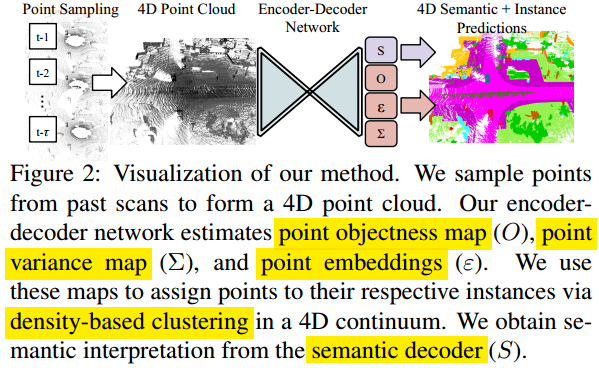 Point Sampling 4D Point Cloud Encoder-Decoder Network 4D Semantic + Instance Predictions
t-1
t-2
⋮
t-τ
S
O
ε
Σ
Figure 2: Visualization of our method. We sample points
from past scans to form a 4D point cloud. Our encoder-
decoder network estimates point objectness map (O), point
variance map (Σ), and point embeddings (ε). We use
these maps to assign points to their respective instances via
density-based clustering in a 4D continuum. We obtain se-
mantic interpretation from the semantic decoder (S).